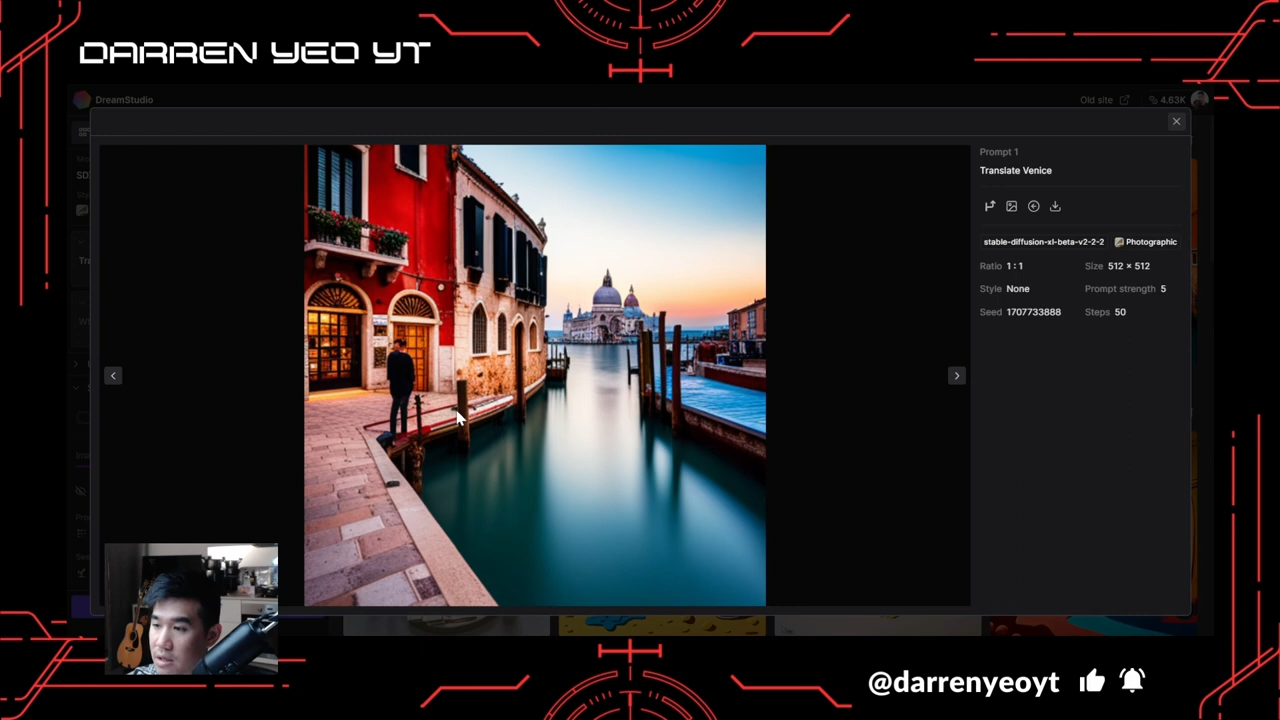 DARREN YEO YT
DreamStudio
Old site
4.63K
Prompt 1
Translate Venice
stable-diffusion-xl-beta-v2-2-2
Photographic
Ratio 1 : 1
Size 512 × 512
Style None
Prompt strength 5
Seed 1707733888
Steps 50
@darrenyeoyt